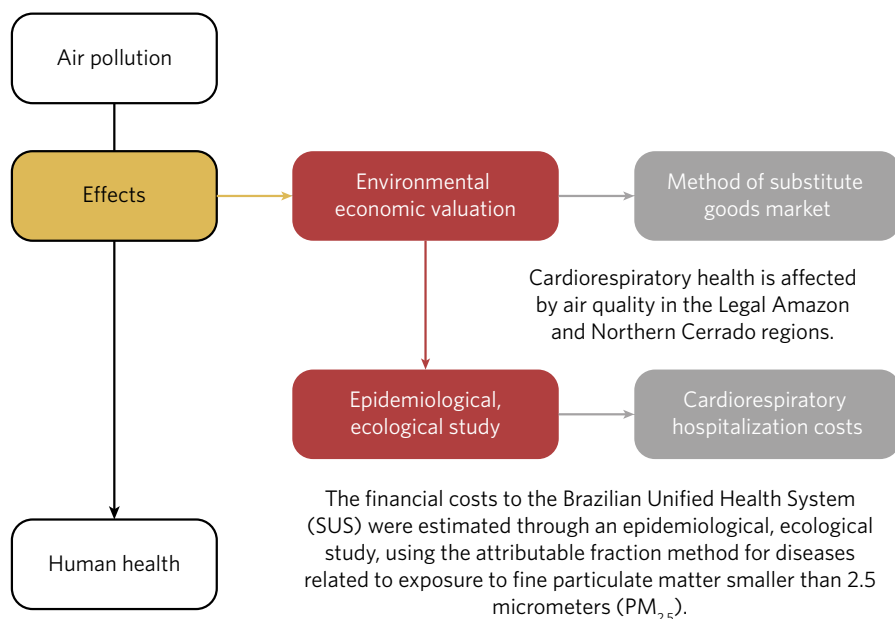 Air pollution
Effects
Environmental
economic valuation
Method of substitute
goods market
Cardiorespiratory health is affected
by air quality in the Legal Amazon
and Northern Cerrado regions.
Epidemiological,
ecological study
Cardiorespiratory
hospitalization costs
The financial costs to the Brazilian Unified Health System
(SUS) were estimated through an epidemiological, ecological
study, using the attributable fraction method for diseases
related to exposure to fine particulate matter smaller than 2.5
micrometers (PM2.5).
Human health